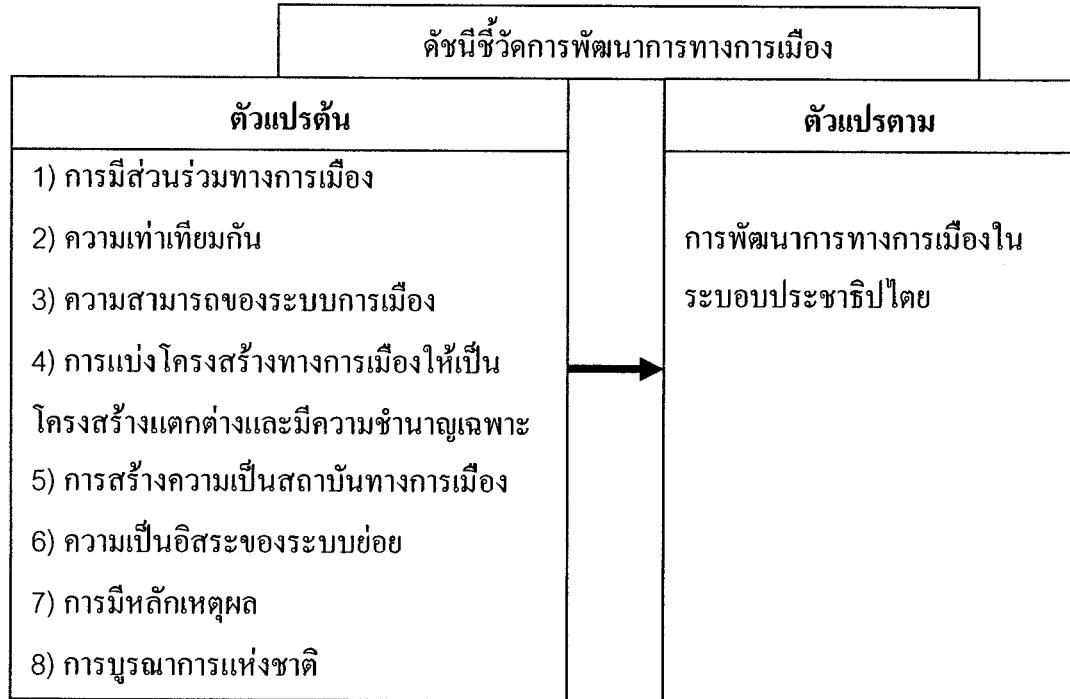 ดัชนีชี้วัดการพัฒนาการทางการเมือง
ตัวแปรต้น
1) การมีส่วนร่วมทางการเมือง
2) ความเท่าเทียมกัน
3) ความสามารถของระบบการเมือง
4) การแบ่งโครงสร้างทางการเมืองให้เป็น
โครงสร้างแตกต่างและมีความชำนาญเฉพาะ
5) การสร้างความเป็นสถาบันทางการเมือง
6) ความเป็นอิสระของระบบย่อย
7) การมีหลักเหตุผล
8) การบูรณาการแห่งชาติ
ตัวแปรตาม
การพัฒนาการทางการเมืองใน
ระบอบประชาธิปไตย